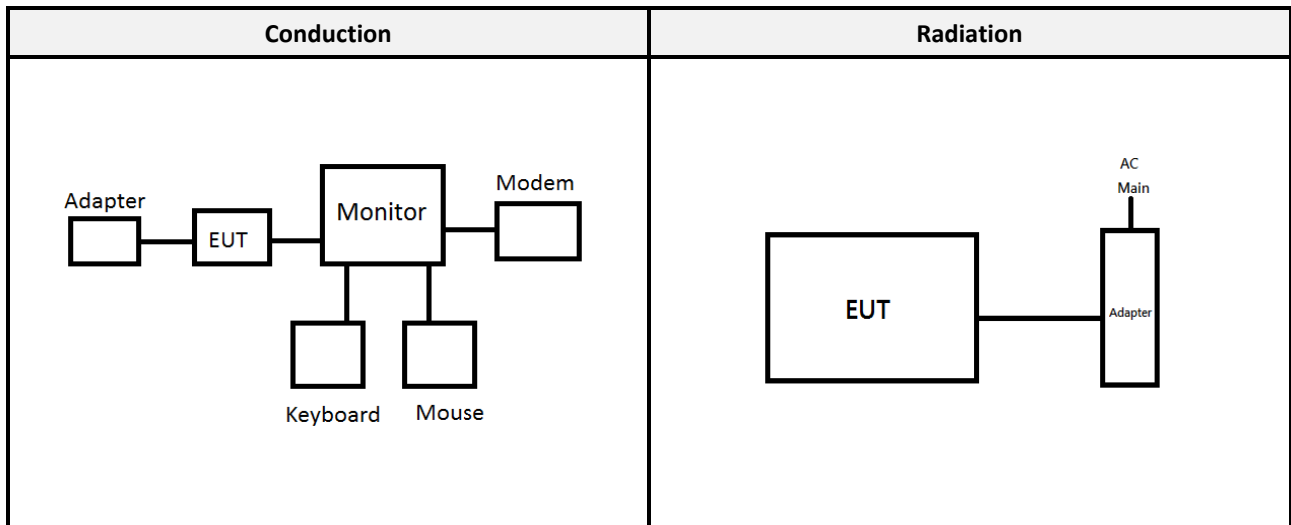 Conduction
Radiation
Adapter
EUT
Monitor
Modem
Keyboard
Mouse
AC
Main
EUT
Adapter